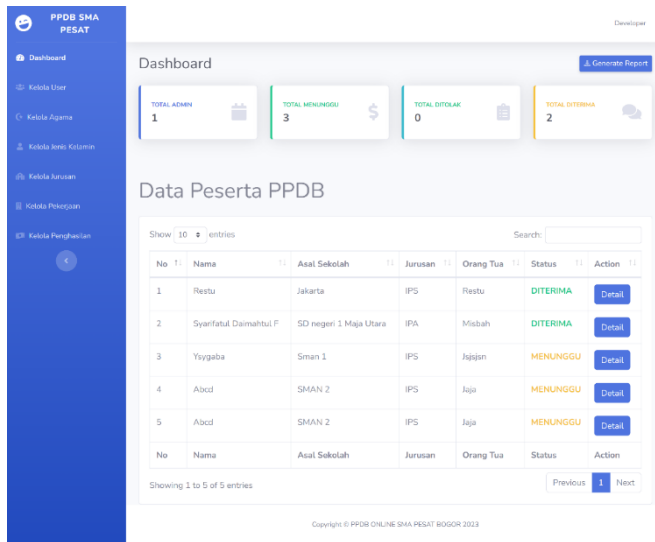 PPDB SMA
PESAT
Developer
Dashboard
Kelola User
Kelola Agama
Kelola Jenis Kelamin
Kelola Jurusan
Kelola Pekerjaan
Kelola Penghasilan
Dashboard
Generate Report
TOTAL ADMIN
1
TOTAL MENUNGGU
3
TOTAL DITOLAK
0
TOTAL DITERIMA
2
Data Peserta PPDB
Show 10 entries
Search:
No Nama Asal Sekolah Jurusan Orang Tua Status Action
1 Restu Jakarta IPS Restu DITERIMA Detail
2 Syarifatul Daimahtul F SD negeri 1 Maja Utara IPA Misbah DITERIMA Detail
3 Ysygaba Sman 1 IPS Jsjsjsn MENUNGGU Detail
4 Abcd SMAN 2 IPS Jaja MENUNGGU Detail
5 Abcd SMAN 2 IPS Jaja MENUNGGU Detail
No Nama Asal Sekolah Jurusan Orang Tua Status Action
Showing 1 to 5 of 5 entries
Previous 1 Next
Copyright © PPDB ONLINE SMA PESAT BOGOR 2023